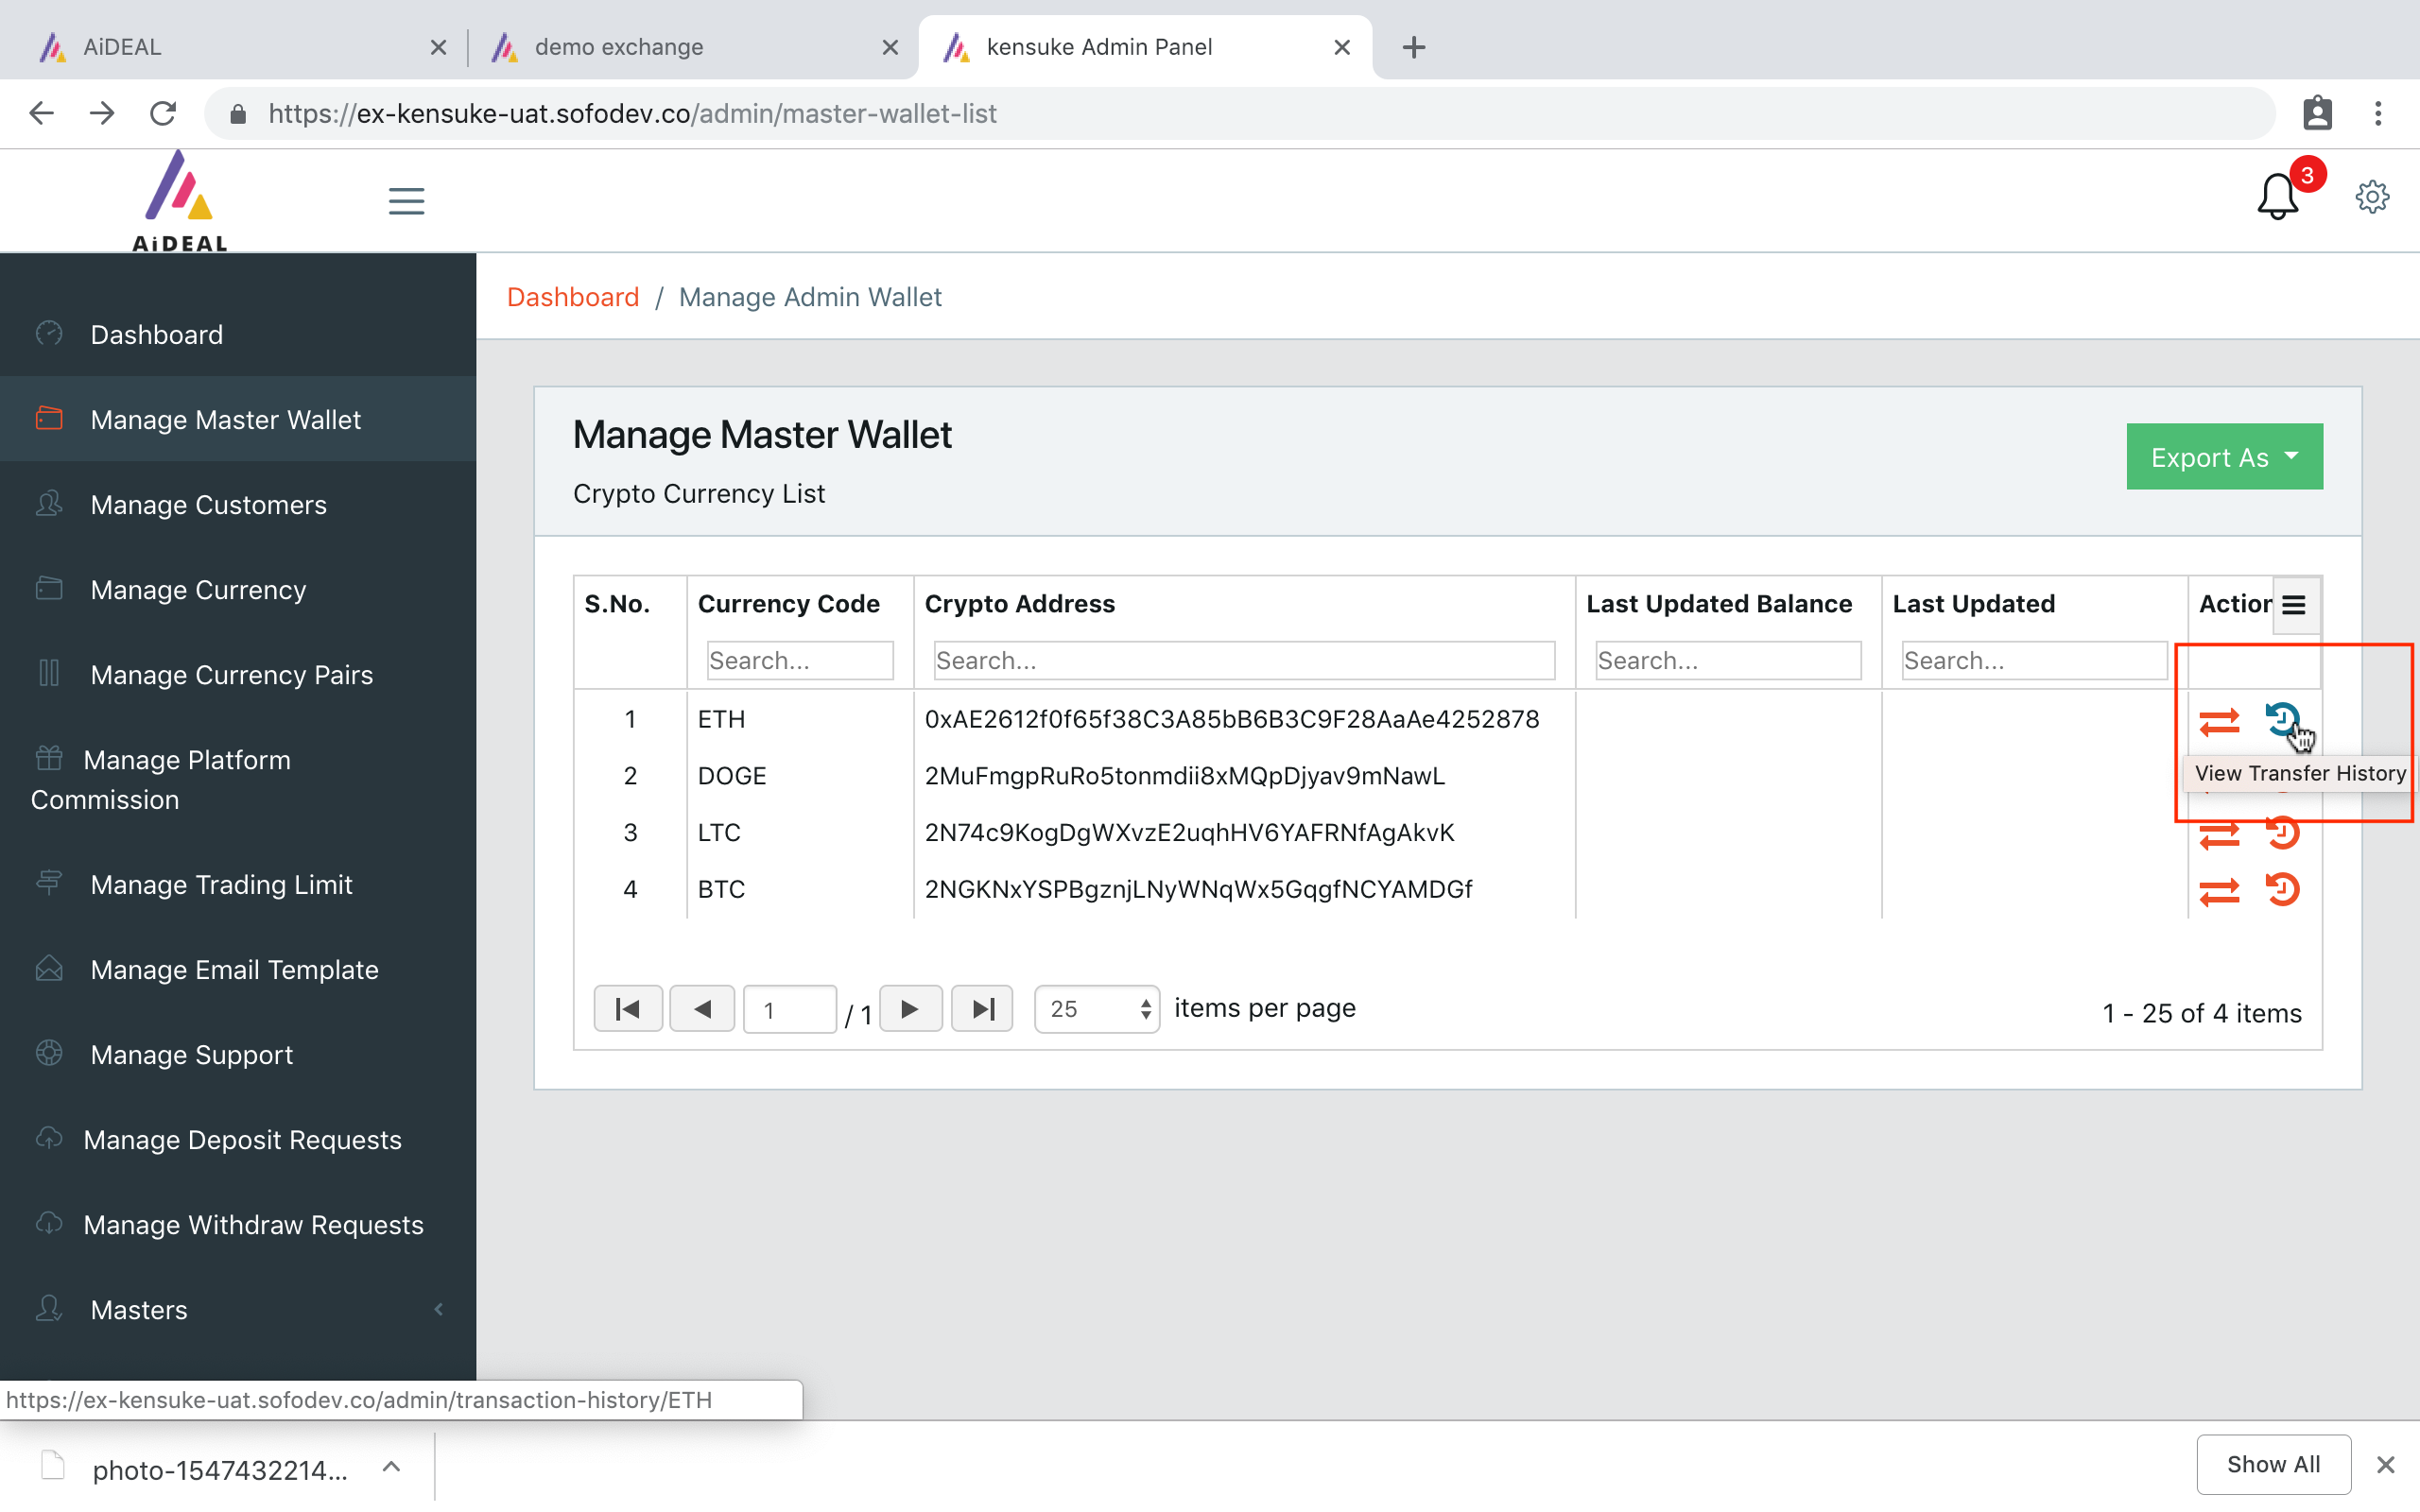 AiDEAL
demo exchange
kensuke Admin Panel
https://ex-kensuke-uat.sofodev.co/admin/master-wallet-list
AiDEAL
3
Dashboard / Manage Admin Wallet
Dashboard
Manage Master Wallet
Manage Customers
Manage Currency
Manage Currency Pairs
Manage Platform
Commission
Manage Trading Limit
Manage Email Template
Manage Support
Manage Deposit Requests
Manage Withdraw Requests
Masters
Manage Master Wallet
Crypto Currency List
Export As
S.No. Currency Code Crypto Address Last Updated Balance Last Updated Action
Search... Search... Search... Search...
1 ETH 0xAE2612f0f65f38C3A85bB6B3C9F28AaAe4252878
2 DOGE 2MuFmgpRuRo5tonmdii8xMQpDjyav9mNawL
View Transfer History
3 LTC 2N74c9KogDgWXvzE2uqhHV6YAFRNfAgAkvK
4 BTC 2NGKNxYSPBgznjLNyWNqWx5GqgfNCYAMDGf
1 / 1 25 items per page 1 - 25 of 4 items
https://ex-kensuke-uat.sofodev.co/admin/transaction-history/ETH
photo-1547432214...
Show All